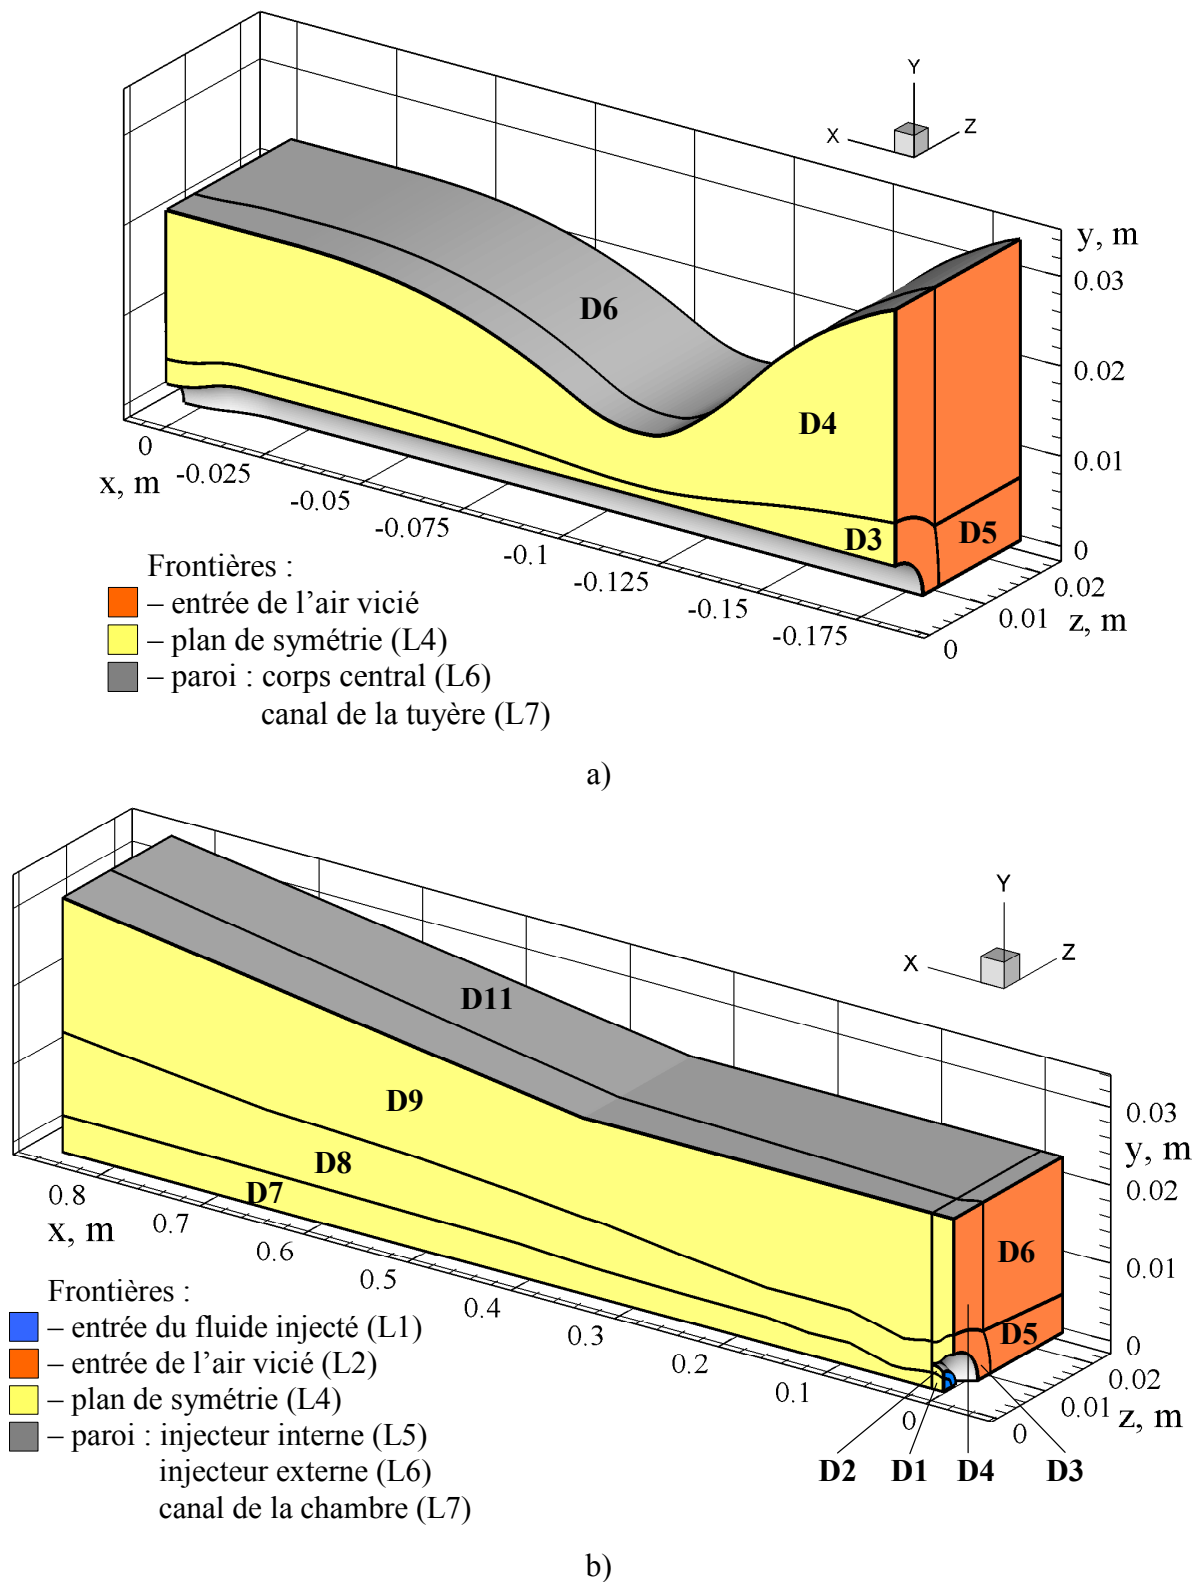 Y
X
Z
y, m
0.03
D6
0.02
D4
0.01
0
x, m
-0.025
-0.05
-0.075
-0.1
-0.125
-0.15
-0.175
D3
D5
0
0.02
0.01
0
z, m
Frontières :
– entrée de l’air vicié
– plan de symétrie (L4)
– paroi : corps central (L6)
canal de la tuyère (L7)
a)
Y
X
Z
D11
D9
D8
D7
0.03
y, m
0.02
D6
0.01
D5
0
0.8
x, m
0.7
0.6
0.5
0.4
0.3
0.2
0.1
0
0.02
0.01
0
z, m
Frontières :
– entrée du fluide injecté (L1)
– entrée de l’air vicié (L2)
– plan de symétrie (L4)
– paroi : injecteur interne (L5)
injecteur externe (L6)
canal de la chambre (L7)
D2 D1 D4 D3
b)